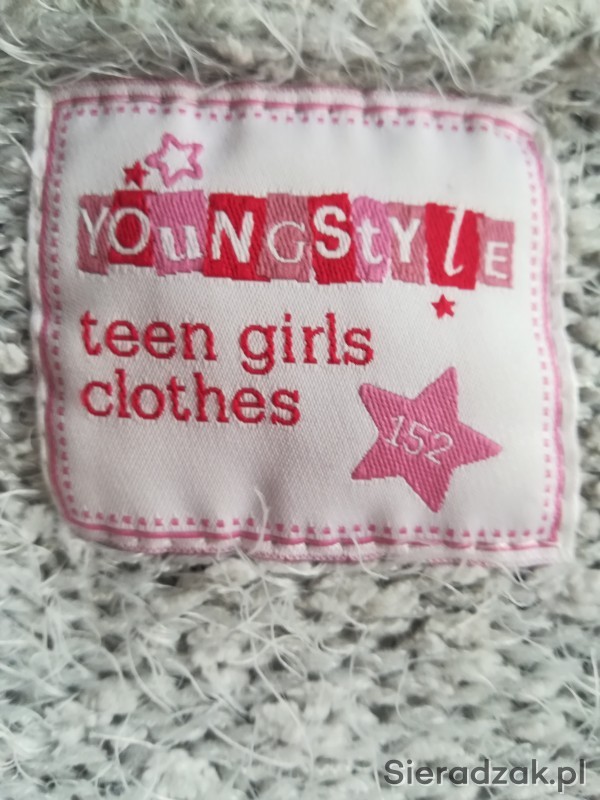 YOuNGStYlE
teen girls
clothes
152
Sieradzak.pl